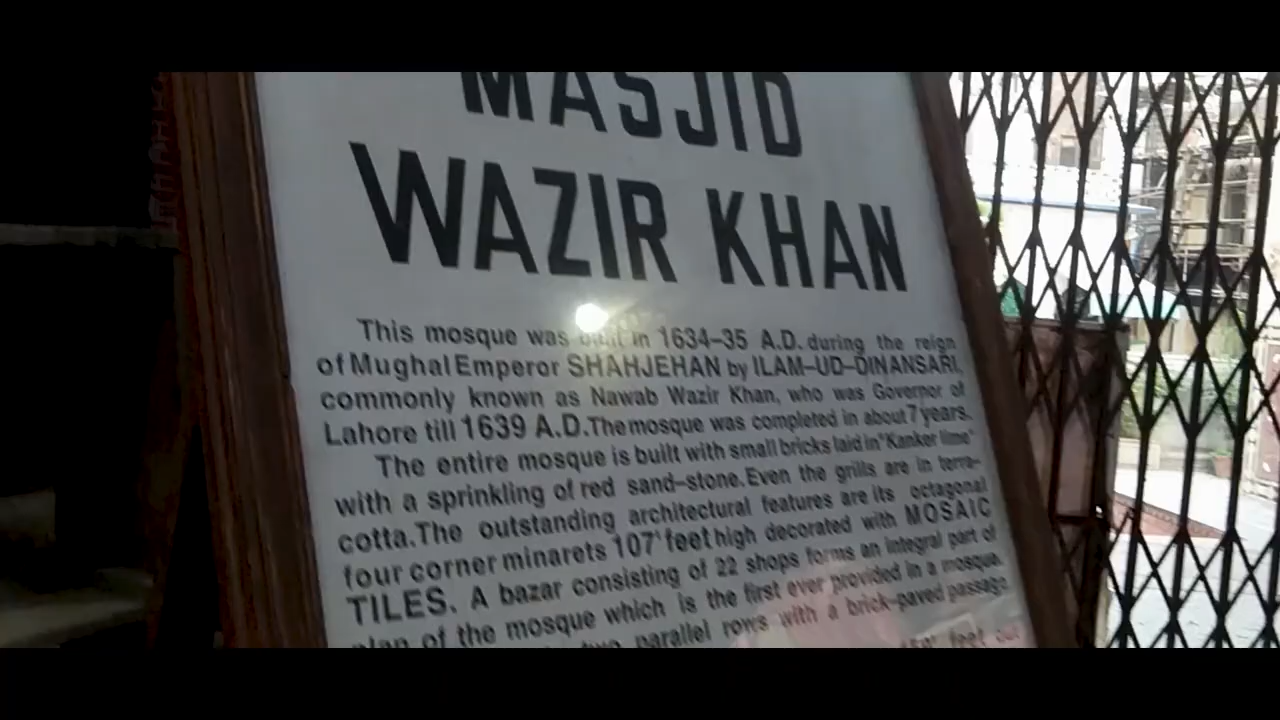 MASJID
WAZIR KHAN
This mosque was built in 1634–35 A.D. during the reign
of Mughal Emperor SHAHJEHAN by ILAM–UD–DINANSARI,
commonly known as Nawab Wazir Khan, who was Governor of
Lahore till 1639 A.D. The mosque was completed in about 7 years.
The entire mosque is built with small bricks laid in "Kanker lime"
with a sprinkling of red sand–stone. Even the grills are in terra–
cotta. The outstanding architectural features are its octagonal
four corner minarets 107' feet high decorated with MOSAIC
TILES. A bazar consisting of 22 shops forms an integral part of
plan of the mosque which is the first ever provided in a mosque.
two parallel rows with a brick–paved passage
feet